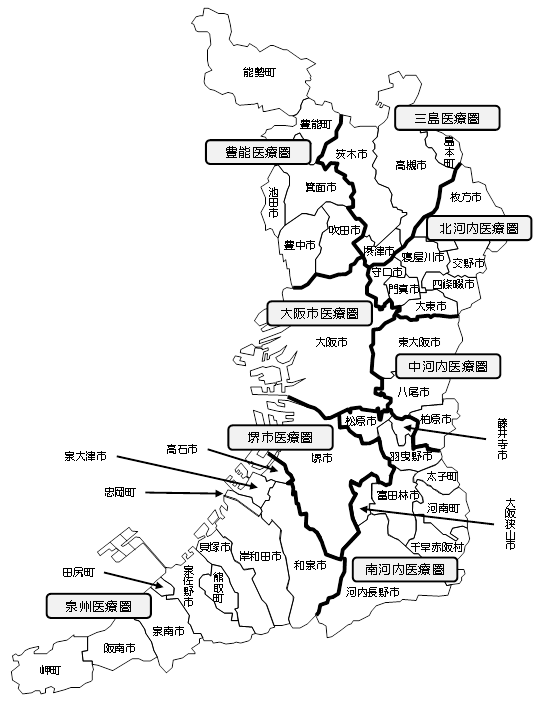 能勢町
三島医療圏
豊能町
島本町
豊能医療圏
茨木市
高槻市
箕面市
池田市
枚方市
吹田市
北河内医療圏
豊中市
摂津市
寝屋川市
交野市
守口市
門真市
四條畷市
大東市
大阪市医療圏
大阪市
東大阪市
中河内医療圏
八尾市
松原市
柏原市
藤井寺市
堺市医療圏
高石市
堺市
羽曳野市
泉大津市
太子町
忠岡町
富田林市
河南町
大阪狭山市
貝塚市
岸和田市
千早赤阪村
和泉市
南河内医療圏
田尻町
泉佐野市
熊取町
河内長野市
泉州医療圏
泉南市
阪南市
岬町